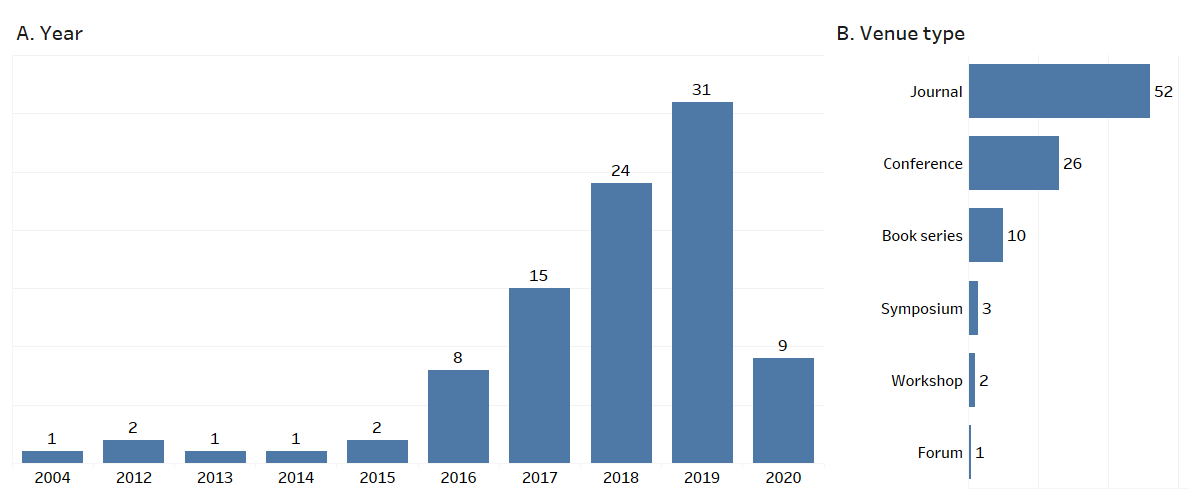 A. Year
1
2
1
1
2
8
15
24
31
9
2004 2012 2013 2014 2015 2016 2017 2018 2019 2020
B. Venue type
Journal 52
Conference 26
Book series 10
Symposium 3
Workshop 2
Forum 1